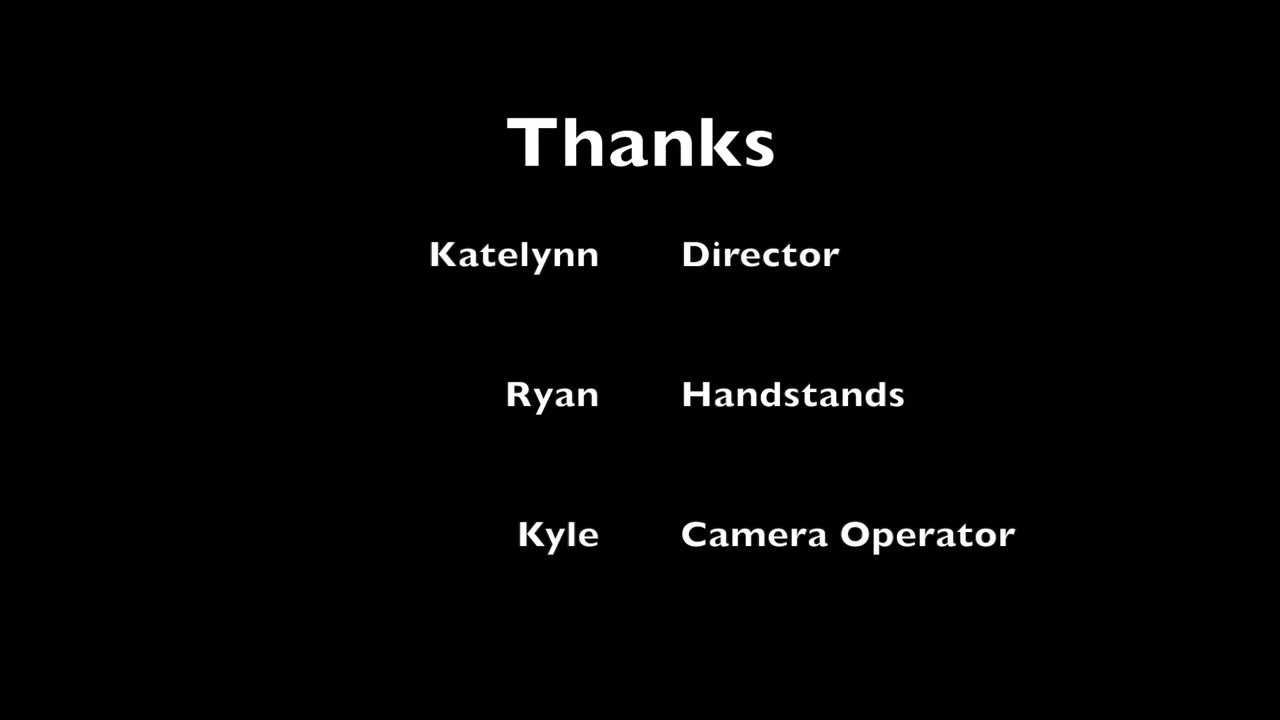 Thanks
Katelynn Director
Ryan Handstands
Kyle Camera Operator